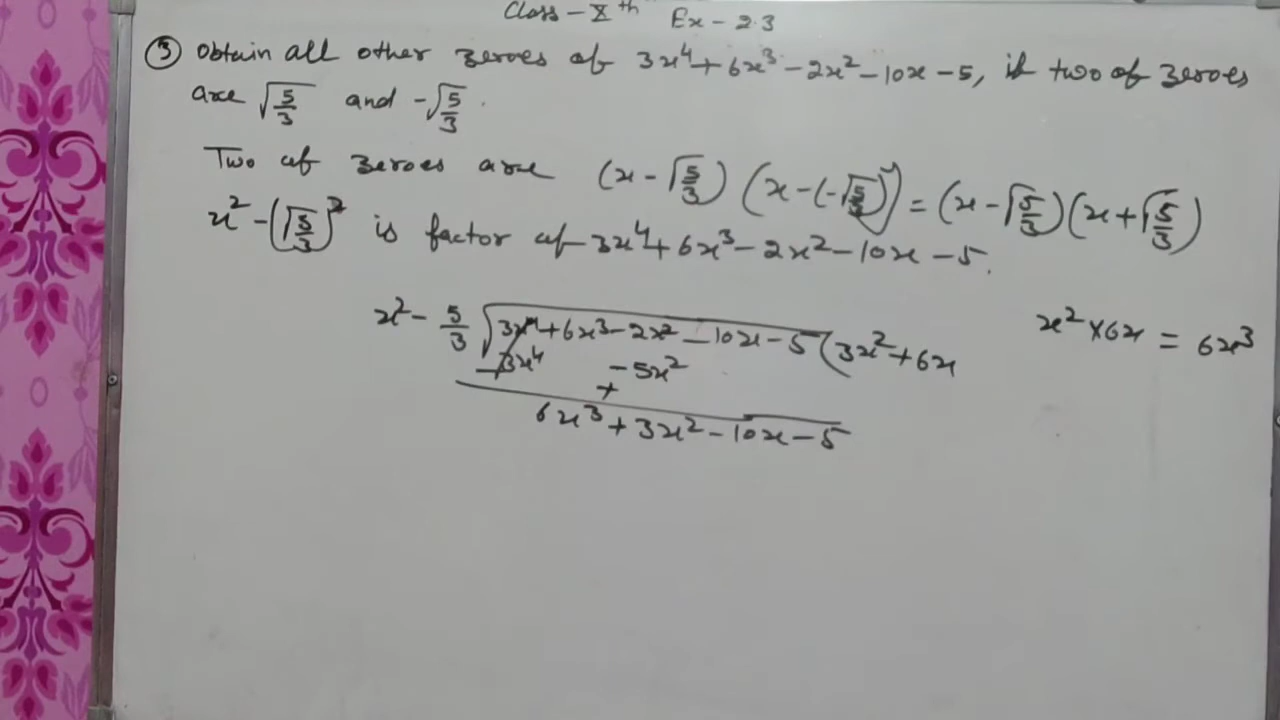 Class - Xth Ex - 2.3
③ Obtain all other zeroes of 3x⁴ + 6x³ - 2x² - 10x - 5, if two of zeroes
are √(5/3) and -√(5/3).
Two of zeroes are (x - √(5/3)) (x - (-√(5/3))) = (x - √(5/3)) (x + √(5/3))
x² - (√(5/3))² is factor of 3x⁴ + 6x³ - 2x² - 10x - 5.
x² - 5/3 √ 3x⁴ + 6x³ - 2x² - 10x - 5 ( 3x² + 6x
x² × 6x = 6x³
- 3x⁴ - 5x²
+
6x³ + 3x² - 10x - 5